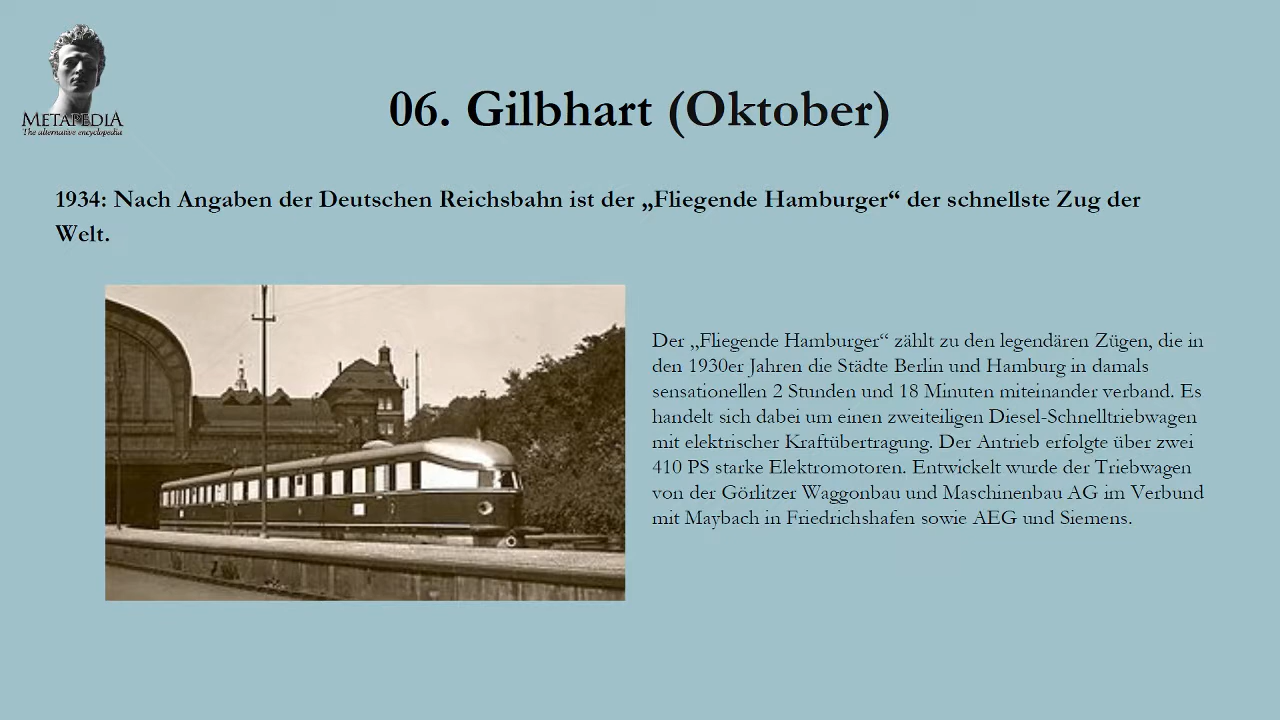 METAPEDIA
The alternative encyclopedia
06. Gilbhart (Oktober)
1934: Nach Angaben der Deutschen Reichsbahn ist der „Fliegende Hamburger“ der schnellste Zug der
Welt.
Der „Fliegende Hamburger“ zählt zu den legendären Zügen, die in
den 1930er Jahren die Städte Berlin und Hamburg in damals
sensationellen 2 Stunden und 18 Minuten miteinander verband. Es
handelt sich dabei um einen zweiteiligen Diesel-Schnelltriebwagen
mit elektrischer Kraftübertragung. Der Antrieb erfolgte über zwei
410 PS starke Elektromotoren. Entwickelt wurde der Triebwagen
von der Görlitzer Waggonbau und Maschinenbau AG im Verbund
mit Maybach in Friedrichshafen sowie AEG und Siemens.